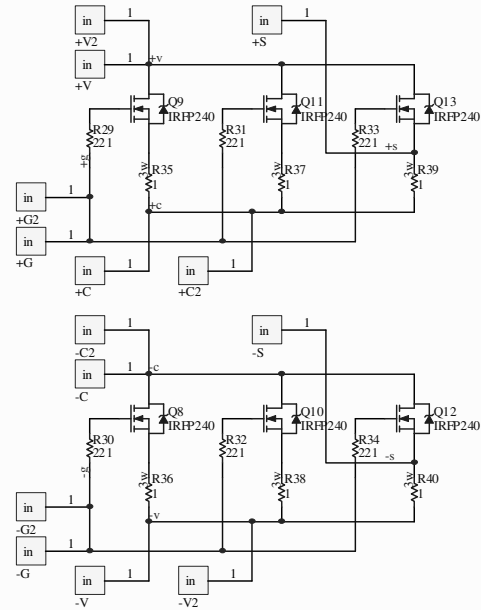 in 1 in 1
+V2 +S
in 1 +v
+V
Q9 Q11 Q13
IRFP240 IRFP240 IRFP240
R29 R31 R33
221 221 221
+g +s
3w R35 3w R37 3w R39
1 1 1
in 1 +c
+G2
in 1
+G
in 1 in 1
+C +C2
in 1 in 1
-C2 -S
in 1 -c
-C
Q8 Q10 Q12
IRFP240 IRFP240 IRFP240
R30 R32 R34
221 221 221
-g -s
3w R36 3w R38 3w R40
1 1 1
in 1 -v
-G2
in 1
-G
in 1 in 1
-V -V2